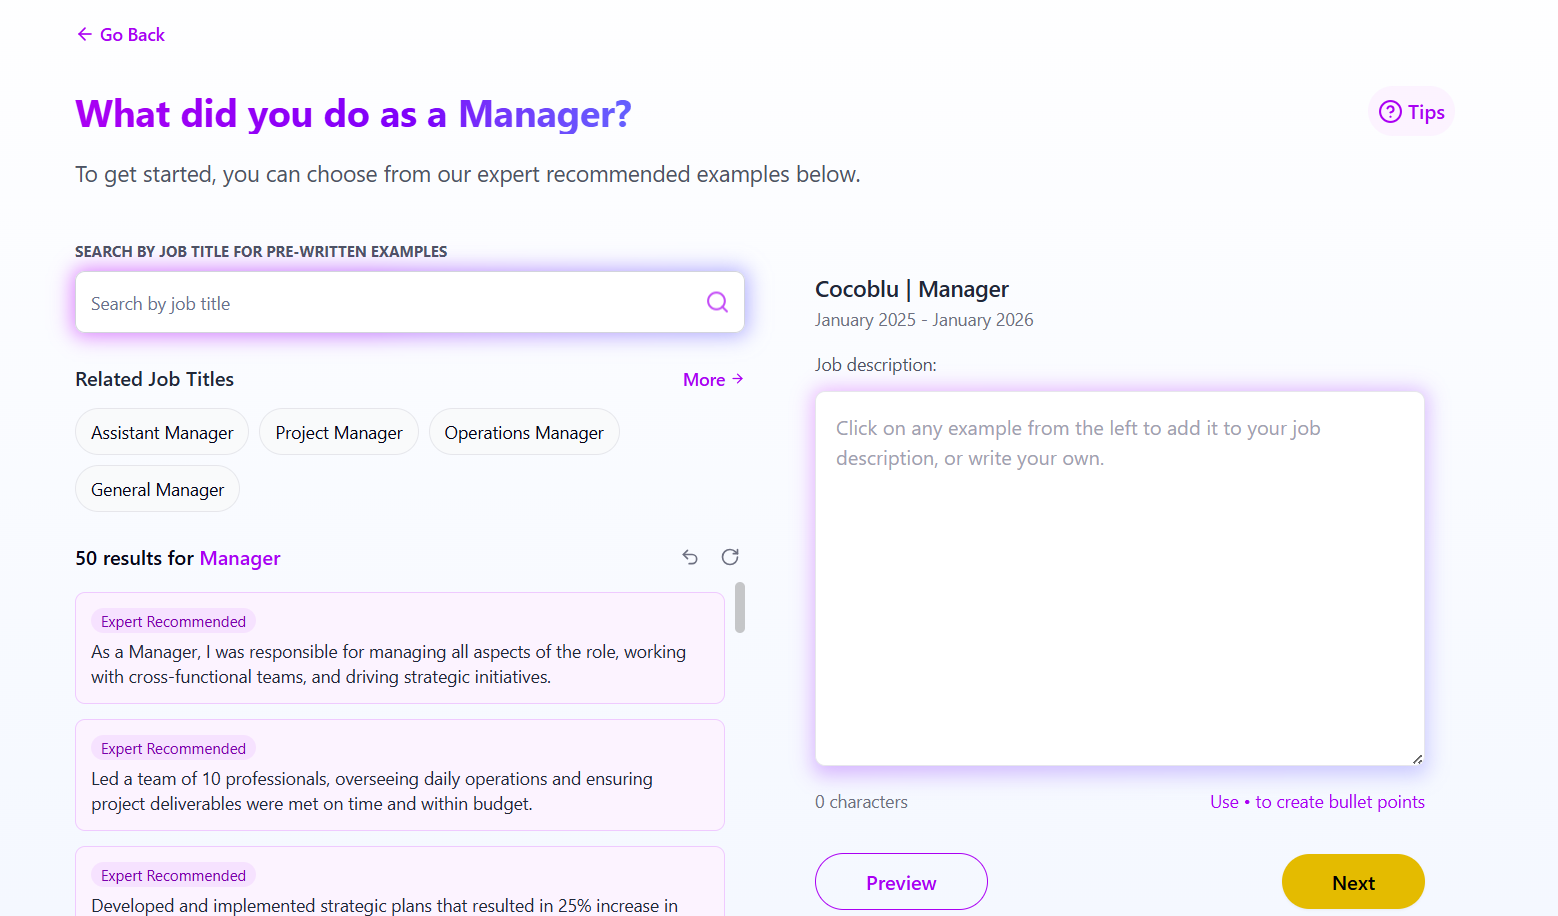 Go Back
What did you do as a Manager?
Tips
To get started, you can choose from our expert recommended examples below.
SEARCH BY JOB TITLE FOR PRE-WRITTEN EXAMPLES
Search by job title
Related Job Titles
More
Assistant Manager
Project Manager
Operations Manager
General Manager
50 results for Manager
Expert Recommended
As a Manager, I was responsible for managing all aspects of the role, working
with cross-functional teams, and driving strategic initiatives.
Expert Recommended
Led a team of 10 professionals, overseeing daily operations and ensuring
project deliverables were met on time and within budget.
Expert Recommended
Developed and implemented strategic plans that resulted in 25% increase in
Cocoblu | Manager
January 2025 - January 2026
Job description:
Click on any example from the left to add it to your job
description, or write your own.
0 characters
Use • to create bullet points
Preview
Next